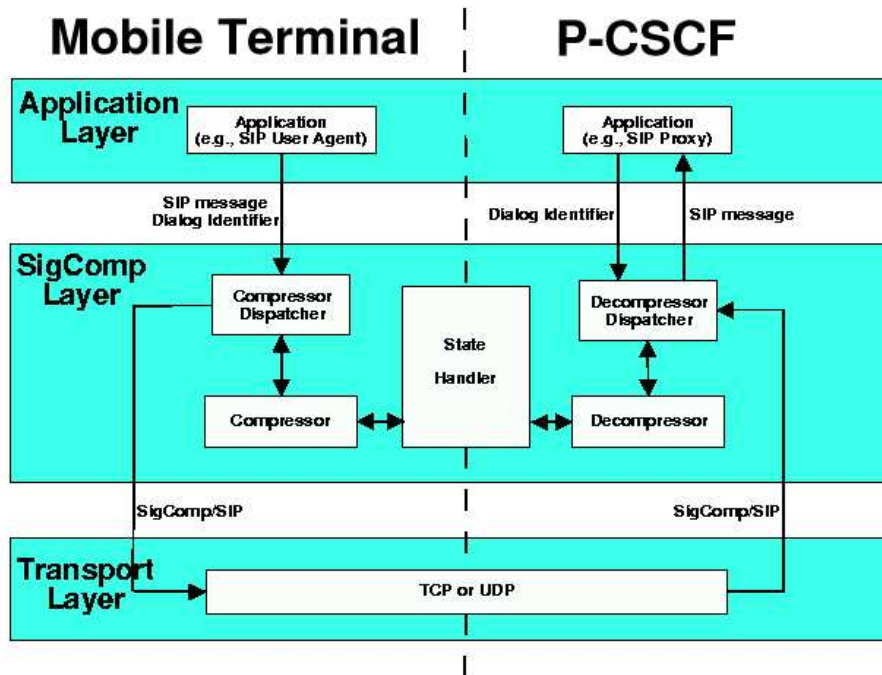 Mobile Terminal
P-CSCF
Application
Layer
Application
(e.g., SIP User Agent)
Application
(e.g., SIP Proxy)
SIP message
Dialog Identifier
Dialog Identifier
SIP message
SigComp
Layer
Compressor
Dispatcher
State
Handler
Decompressor
Dispatcher
Compressor
Decompressor
SigComp/SIP
SigComp/SIP
Transport
Layer
TCP or UDP